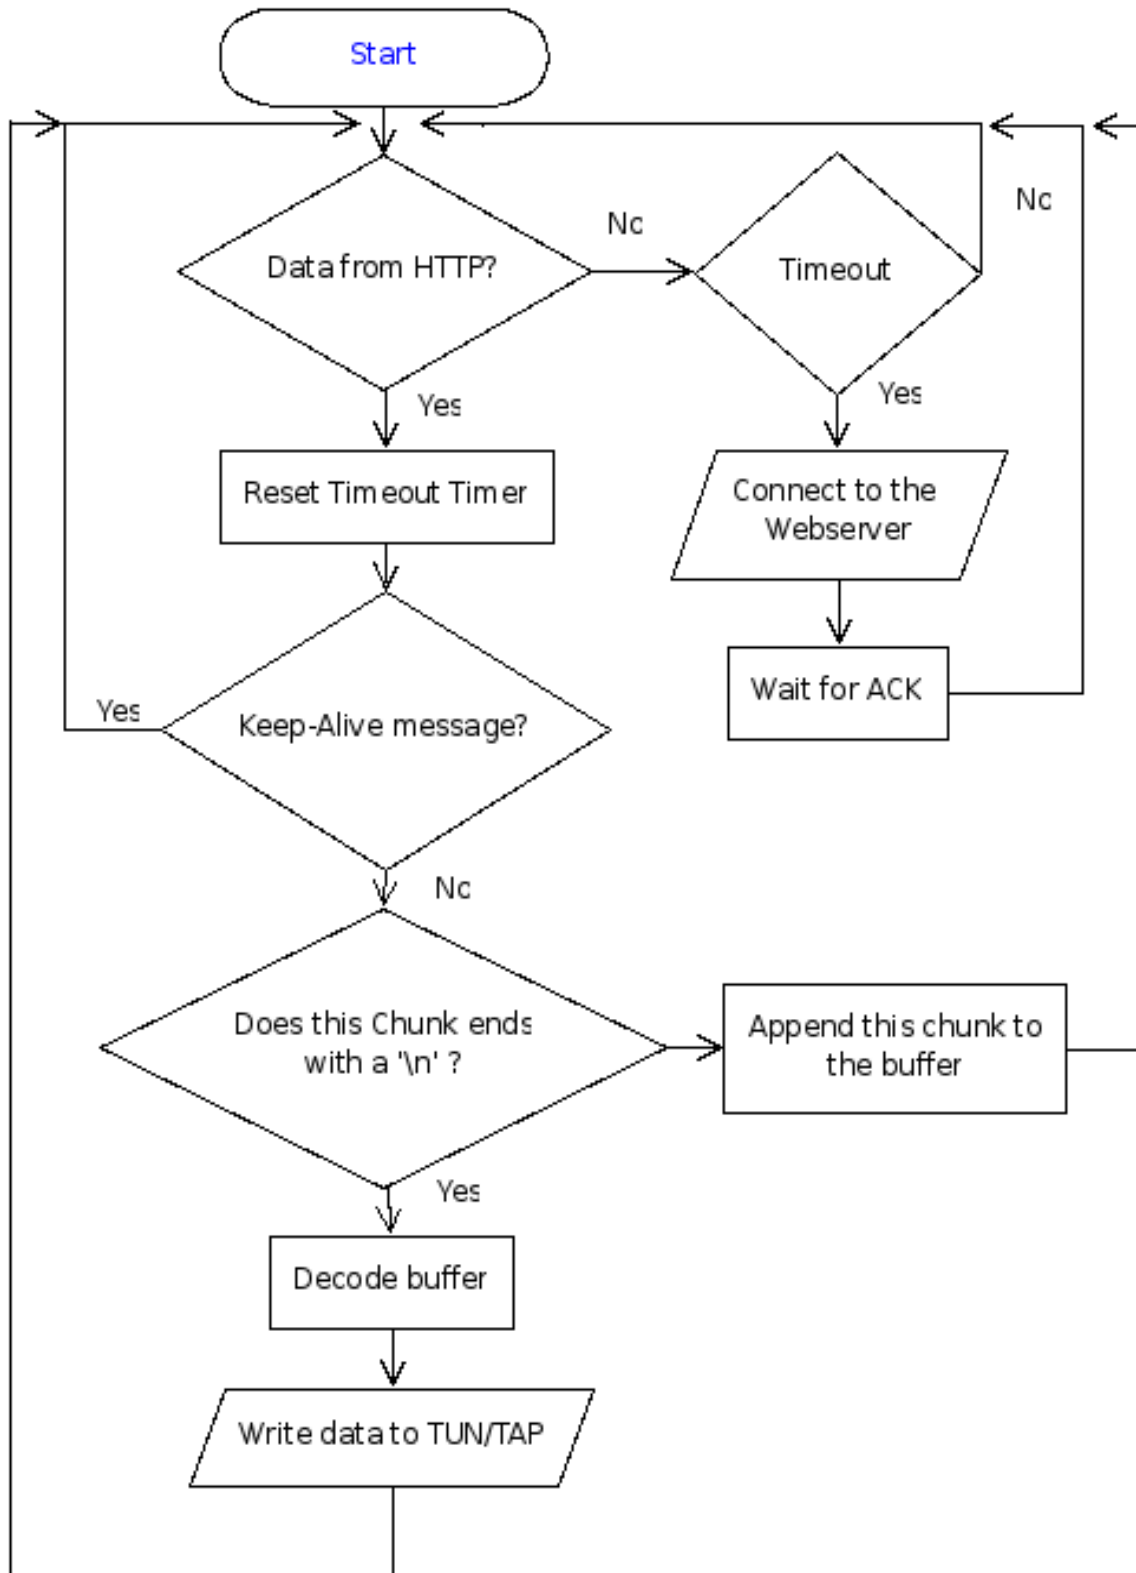 Start
No
No
Data from HTTP?
Timeout
Yes
Yes
Reset Timeout Timer
Connect to the
Webserver
Wait for ACK
Yes
Keep-Alive message?
No
Does this Chunk ends
with a '\n' ?
Append this chunk to
the buffer
Yes
Decode buffer
Write data to TUN/TAP